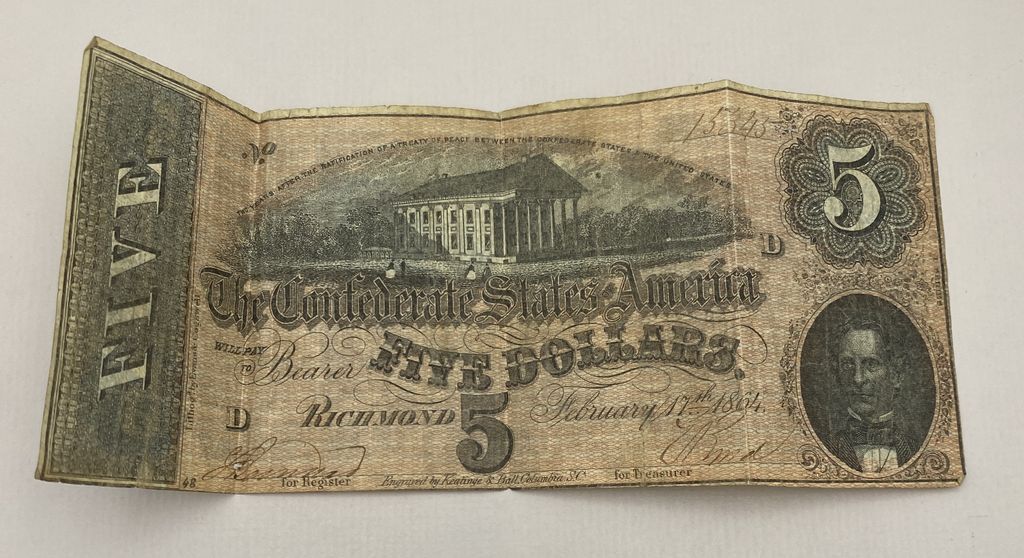 FIVE
No
TWO YEARS AFTER THE RATIFICATION OF A TREATY OF PEACE BETWEEN THE CONFEDERATE STATES & THE UNITED STATES
5
D
The Confederate States of America
WILL PAY
TO Bearer FIVE DOLLARS.
D
RICHMOND 5 February 17th 1864
for Register
Engraved by Keatinge & Ball, Columbia, S.C.
for Treasurer
48